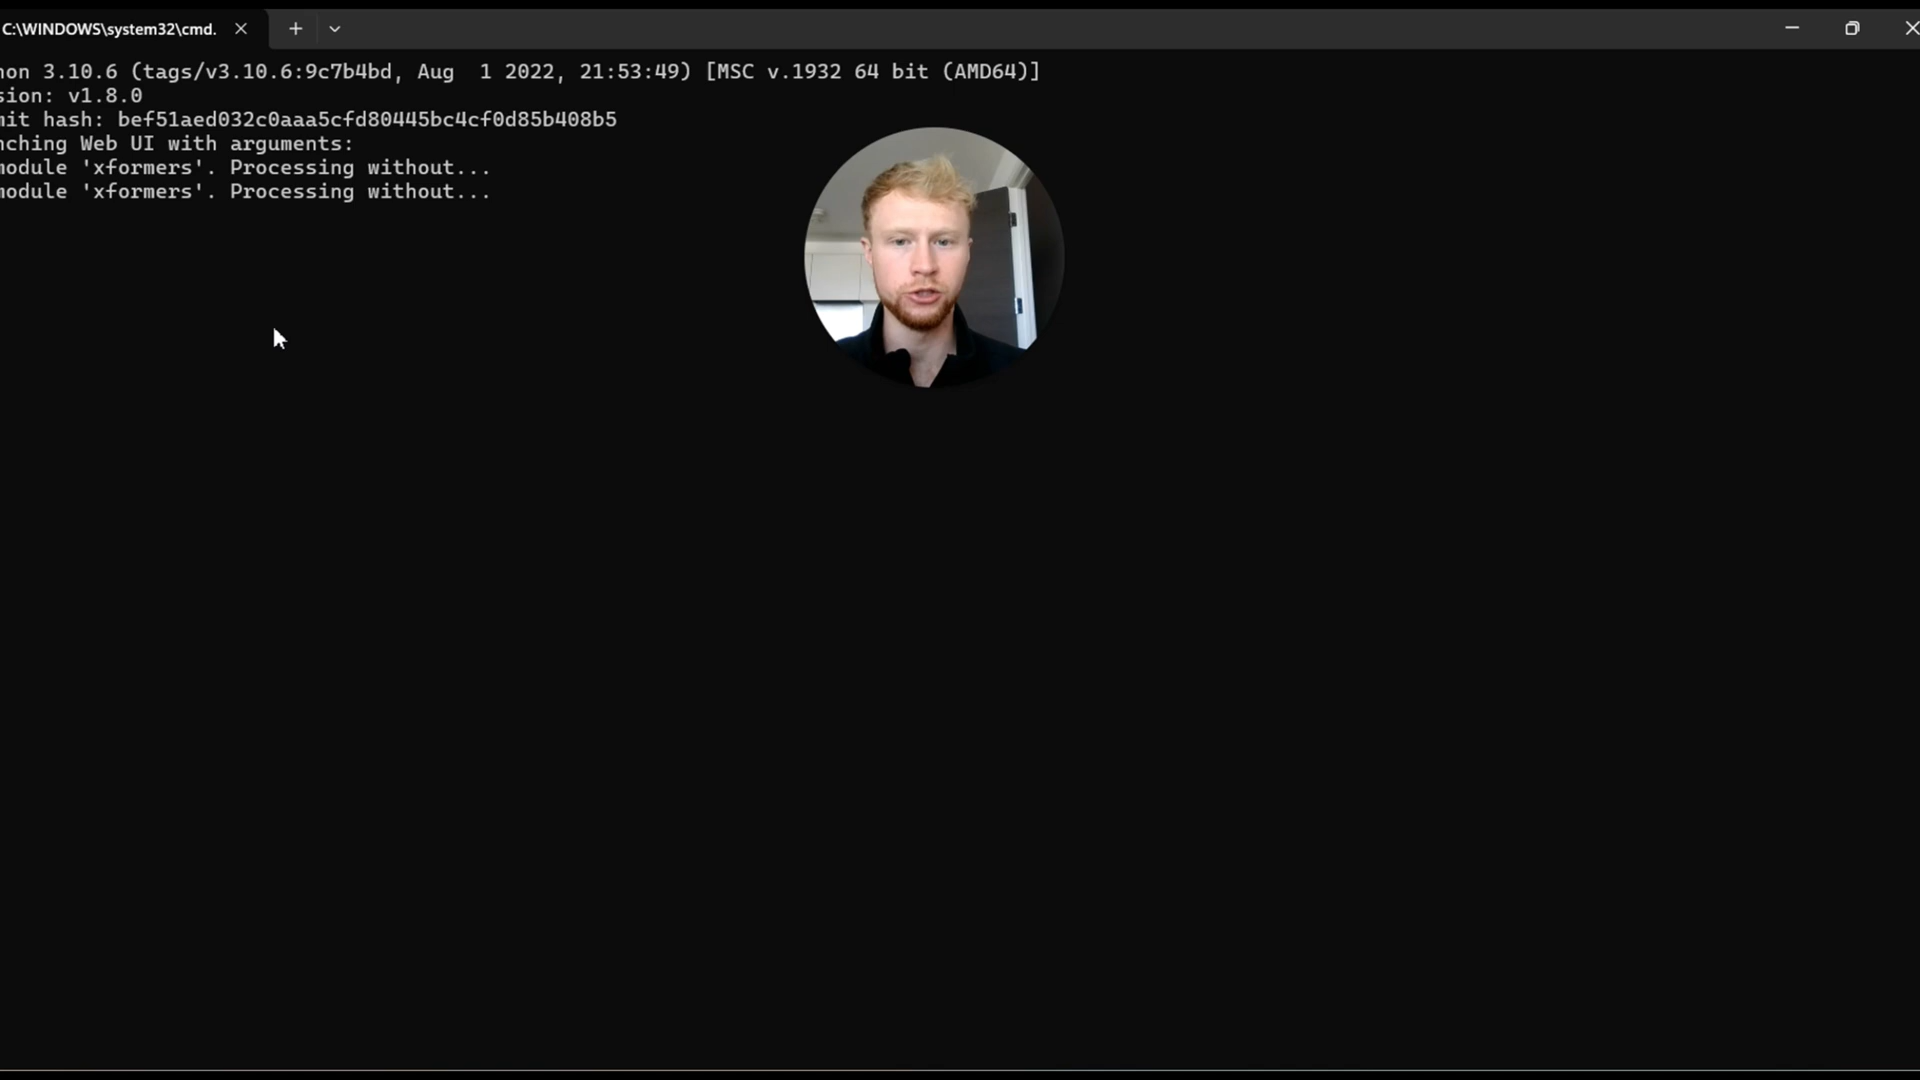 C:\WINDOWS\system32\cmd.
hon 3.10.6 (tags/v3.10.6:9c7b4bd, Aug  1 2022, 21:53:49) [MSC v.1932 64 bit (AMD64)]
sion: v1.8.0
mit hash: bef51aed032c0aaa5cfd80445bc4cf0d85b408b5
nching Web UI with arguments:
module 'xformers'. Processing without...
module 'xformers'. Processing without...